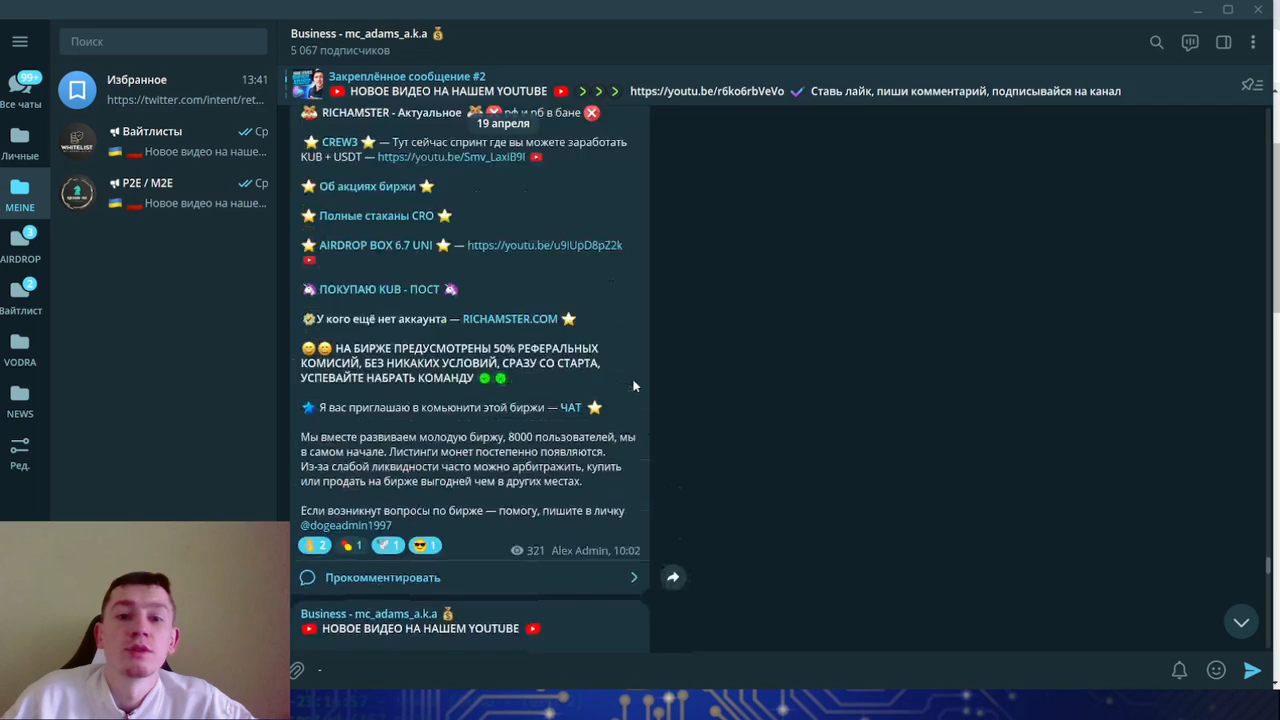 Поиск
Business - mc_adams_a.k.a
5 067 подписчиков
Закреплённое сообщение #2
НОВОЕ ВИДЕО НА НАШЕМ YOUTUBE https://youtu.be/r6ko6rbVeVo Ставь лайк, пиши комментарий, подписывайся на канал
99+
Все чаты
Личные
MEINE
3
AIRDROP
2
Вайтлист
VODRA
NEWS
Ред.
Избранное 13:41
https://twitter.com/intent/ret...
WHITELIST
Вайтлисты Ср
Новое видео на наше...
P2E / M2E Ср
Новое видео на наше...
RICHAMSTER - Актуальное рф и рб в бане
19 апреля
CREW3 — Тут сейчас спринт где вы можете заработать
KUB + USDT — https://youtu.be/Smv_LaxiB9I
Об акциях биржи
Полные стаканы CRO
AIRDROP BOX 6.7 UNI — https://youtu.be/u9IUpD8pZ2k
ПОКУПАЮ KUB - ПОСТ
У кого ещё нет аккаунта — RICHAMSTER.COM
НА БИРЖЕ ПРЕДУСМОТРЕНЫ 50% РЕФЕРАЛЬНЫХ
КОМИСИЙ, БЕЗ НИКАКИХ УСЛОВИЙ, СРАЗУ СО СТАРТА,
УСПЕВАЙТЕ НАБРАТЬ КОМАНДУ
Я вас приглашаю в комьюнити этой биржи — ЧАТ
Мы вместе развиваем молодую биржу, 8000 пользователей, мы
в самом начале. Листинги монет постепенно появляются.
Из-за слабой ликвидности часто можно арбитражить, купить
или продать на бирже выгодней чем в других местах.
Если возникнут вопросы по бирже — помогу, пишите в личку
@dogeadmin1997
2 1 1 1 321 Alex Admin, 10:02
Прокомментировать
Business - mc_adams_a.k.a
НОВОЕ ВИДЕО НА НАШЕМ YOUTUBE
-